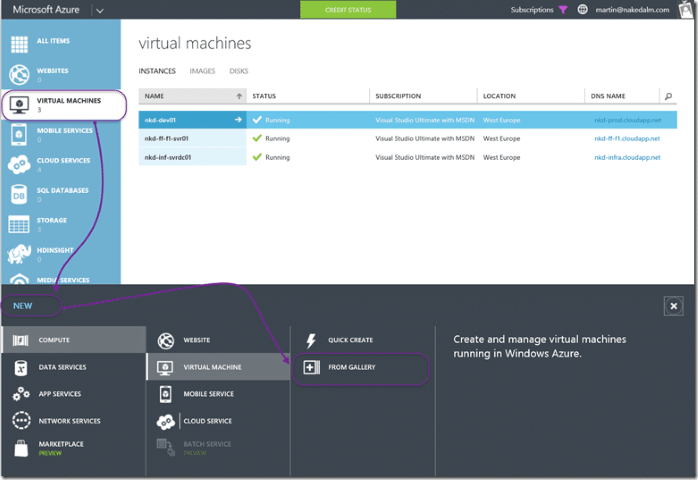 Microsoft Azure
CREDIT STATUS
Subscriptions
martin@nakedalm.com
ALL ITEMS
WEBSITES
0
VIRTUAL MACHINES
3
MOBILE SERVICES
0
CLOUD SERVICES
4
SQL DATABASES
0
STORAGE
3
HDINSIGHT
0
MEDIA SERVICES
virtual machines
INSTANCES IMAGES DISKS
NAME STATUS SUBSCRIPTION LOCATION DNS NAME
nkd-dev01 Running Visual Studio Ultimate with MSDN West Europe nkd-prod.cloudapp.net
nkd-ff-f1-svr01 Running Visual Studio Ultimate with MSDN West Europe nkd-ff-f1.cloudapp.net
nkd-inf-svrdc01 Running Visual Studio Ultimate with MSDN West Europe nkd-infra.cloudapp.net
NEW
COMPUTE
DATA SERVICES
APP SERVICES
NETWORK SERVICES
MARKETPLACE
PREVIEW
WEBSITE
VIRTUAL MACHINE
MOBILE SERVICE
CLOUD SERVICE
BATCH SERVICE
PREVIEW
QUICK CREATE
FROM GALLERY
Create and manage virtual machines
running in Windows Azure.